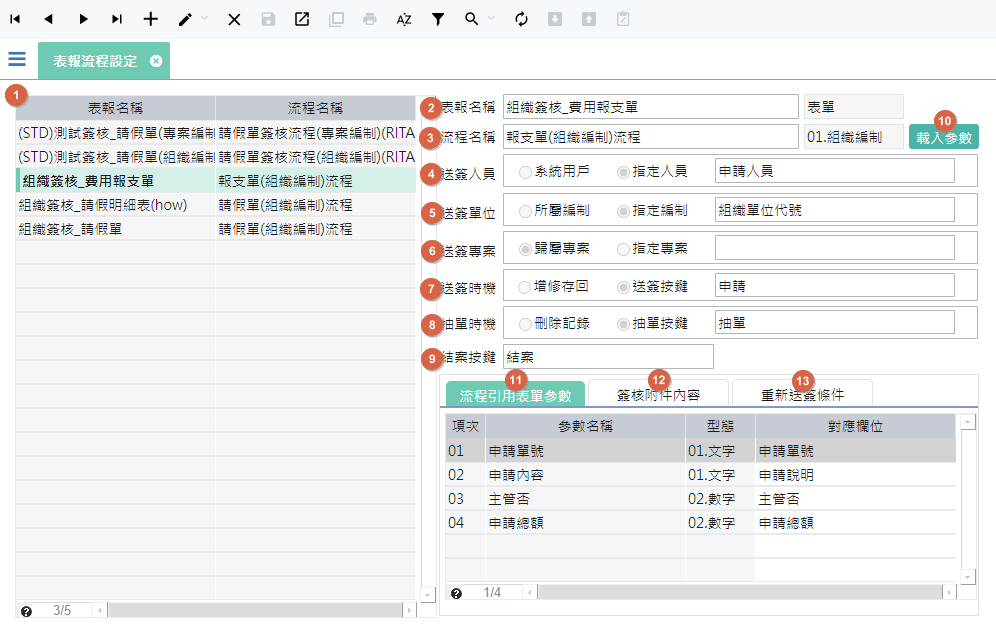 表報流程設定
1
表報名稱 流程名稱
(STD)測試簽核_請假單(專案編制 請假單簽核流程(專案編制)(RITA
(STD)測試簽核_請假單(組織編制 請假單簽核流程(組織編制)(RITA
組織簽核_費用報支單 報支單(組織編制)流程
組織簽核_請假明細表(how) 請假單(組織編制)流程
組織簽核_請假單 請假單(組織編制)流程
3/5
2 表報名稱 組織簽核_費用報支單 表單
3 流程名稱 報支單(組織編制)流程 01.組織編制
10 載入參數
4 送簽人員 系統用戶 指定人員 申請人員
5 送簽單位 所屬編制 指定編制 組織單位代號
6 送簽專案 歸屬專案 指定專案
7 送簽時機 增修存回 送簽按鍵 申請
8 抽單時機 刪除記錄 抽單按鍵 抽單
9 結案按鍵 結案
11 12 13
流程引用表單參數 簽核附件內容 重新送簽條件
項次 參數名稱 型態 對應欄位
01 申請單號 01.文字 申請單號
02 申請內容 01.文字 申請說明
03 主管否 02.數字 主管否
04 申請總額 02.數字 申請總額
1/4